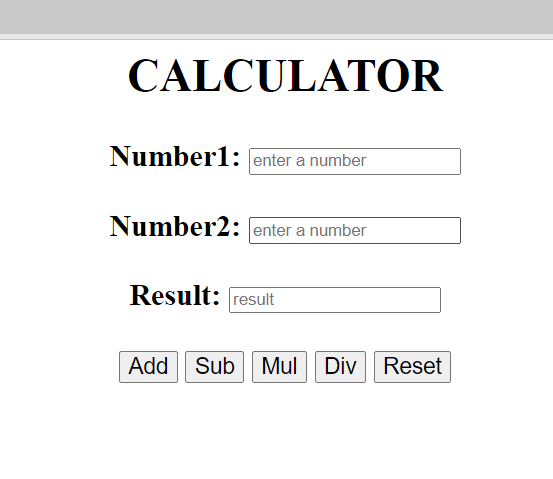 CALCULATOR
Number1: enter a number
Number2: enter a number
Result: result
Add Sub Mul Div Reset